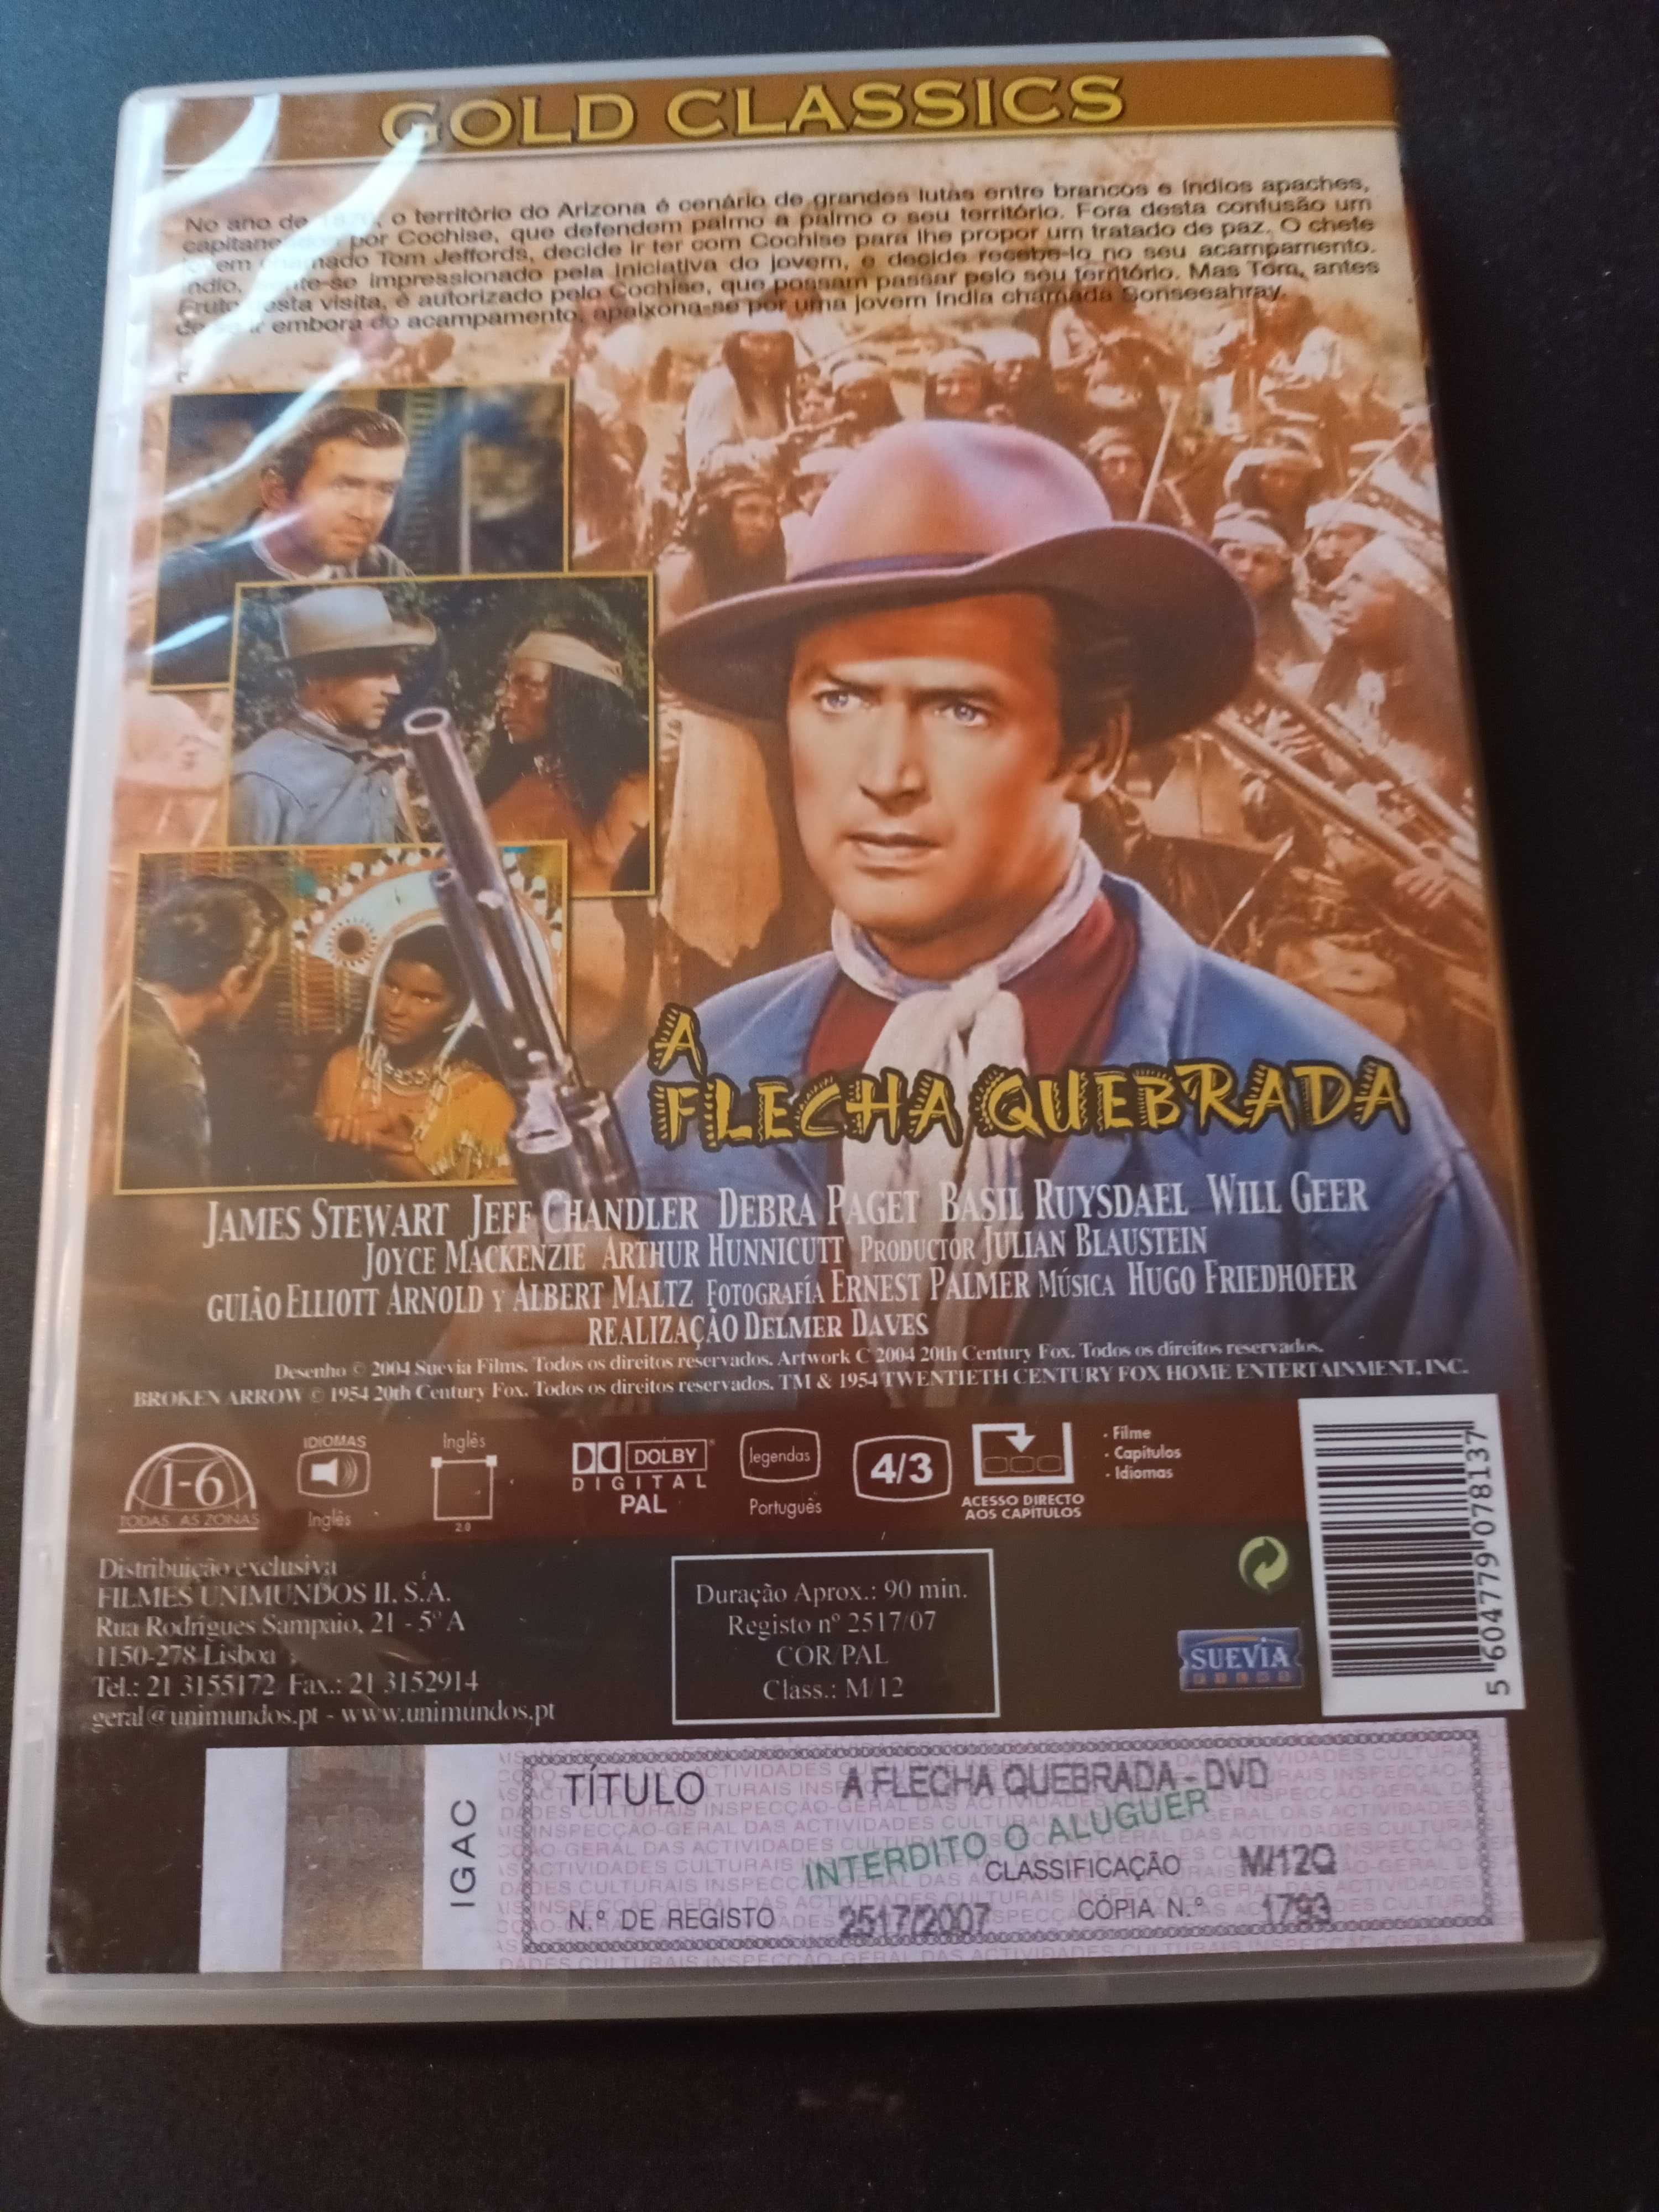 GOLD CLASSICS
No ano de , o território do Arizona é cenário de grandes lutas entre brancos e índios apaches,
por Cochise, que defendem palmo a palmo o seu território. Fora desta confusão um
Tom Jeffords, decide ir ter com Cochise para lhe propor um tratado de paz. O chefe
índio, impressionado pela iniciativa do jovem, e decide recebe-lo no seu acampamento.
visita, é autorizado pelo Cochise, que possam passar pelo seu território. Mas Tom, antes
embora do acampamento, apaixona-se por uma jovem índia chamada Sonseeahray.
A
FLECHA QUEBRADA
JAMES STEWART JEFF CHANDLER DEBRA PAGET BASIL RUYSDAEL WILL GEER
JOYCE MACKENZIE ARTHUR HUNNICUTT PRODUCTOR JULIAN BLAUSTEIN
GUIÃO ELLIOTT ARNOLD Y ALBERT MALTZ FOTOGRAFÍA ERNEST PALMER MÚSICA HUGO FRIEDHOFER
REALIZAÇÃO DELMER DAVES
Desenho © 2004 Suevia Films. Todos os direitos reservados. Artwork C 2004 20th Century Fox. Todos os direitos reservados.
BROKEN ARROW © 1954 20th Century Fox. Todos os direitos reservados. TM & 1954 TWENTIETH CENTURY FOX HOME ENTERTAINMENT, INC.
1-6
TODAS AS ZONAS
IDIOMAS
Inglês
Inglês
2.0
DOLBY
DIGITAL
PAL
legendas
Português
4/3
ACESSO DIRECTO
AOS CAPÍTULOS
· Filme
· Capítulos
· Idiomas
5 604779 078137
Distribuição exclusiva
FILMES UNIMUNDOS II, S.A.
Rua Rodrigues Sampaio, 21 - 5º A
1150-278 Lisboa
Tel.: 21 3155172 Fax.: 21 3152914
geral@unimundos.pt - www.unimundos.pt
Duração Aprox.: 90 min.
Registo nº 2517/07
COR/PAL
Class.: M/12
SUEVIA
FILMS
IGAC
TÍTULO A FLECHA QUEBRADA - DVD
INTERDITO O ALUGUER
CLASSIFICAÇÃO M/12Q
N.º DE REGISTO 2517/2007 CÓPIA N.º 1793